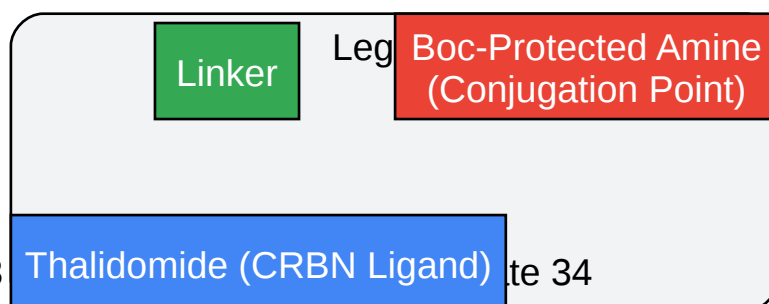 Leg
Boc-Protected Amine
(Conjugation Point)
Linker
Thalidomide (CRBN Ligand)
te 34